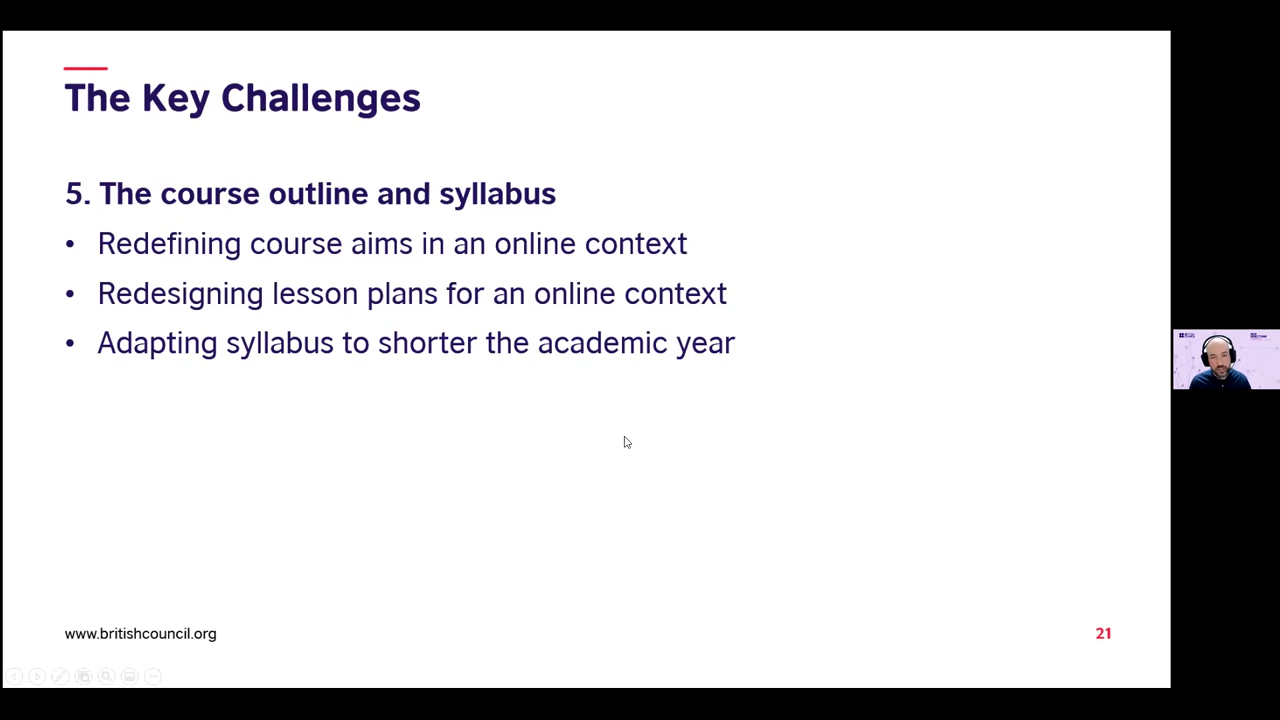 The Key Challenges
5. The course outline and syllabus
• Redefining course aims in an online context
• Redesigning lesson plans for an online context
• Adapting syllabus to shorter the academic year
www.britishcouncil.org
21